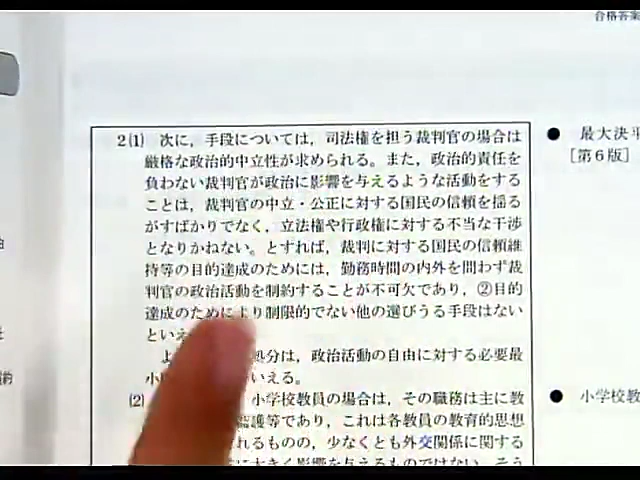 合格答案
2(1) 次に，手段については，司法権を担う裁判官の場合は
厳格な政治的中立性が求められる。また，政治的責任を
負わない裁判官が政治に影響を与えるような活動をする
ことは，裁判官の中立・公正に対する国民の信頼を揺る
がすばかりでなく，立法権や行政権に対する不当な干渉
となりかねない。とすれば，裁判に対する国民の信頼維
持等の目的達成のためには，勤務時間の内外を問わず裁
判官の政治活動を制約することが不可欠であり，②目的
達成のためにより制限的でない他の選びうる手段はない
といえ
よ 処分は，政治活動の自由に対する必要最
小 いえる。
(2) 小学校教員の場合は，その職務は主に教
監護等であり，これは各教員の教育的思想
れるものの，少なくとも外交関係に関する
に大きく影響を与えるものではない。そう
● 最大決平
［第６版］
● 小学校教